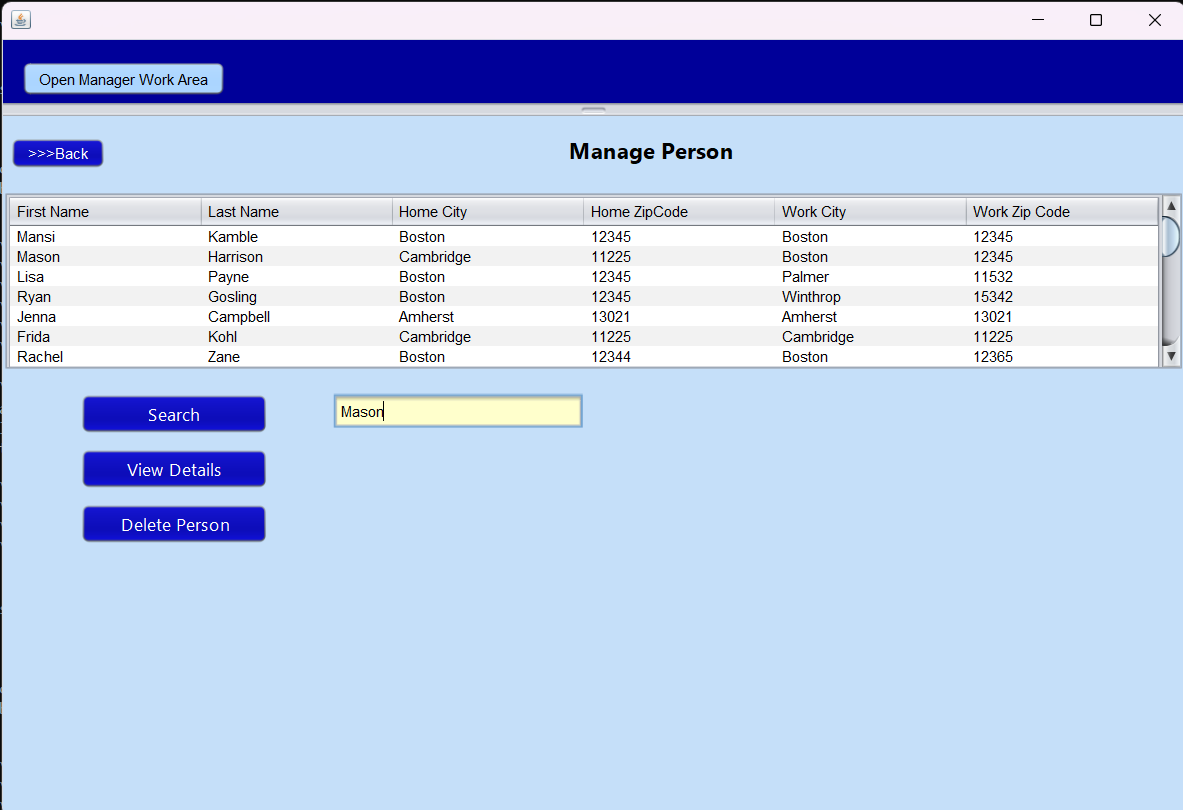 Open Manager Work Area
>>>Back
Manage Person
First Name Last Name Home City Home ZipCode Work City Work Zip Code
Mansi Kamble Boston 12345 Boston 12345
Mason Harrison Cambridge 11225 Boston 12345
Lisa Payne Boston 12345 Palmer 11532
Ryan Gosling Boston 12345 Winthrop 15342
Jenna Campbell Amherst 13021 Amherst 13021
Frida Kohl Cambridge 11225 Cambridge 11225
Rachel Zane Boston 12344 Boston 12365
Search Mason
View Details
Delete Person